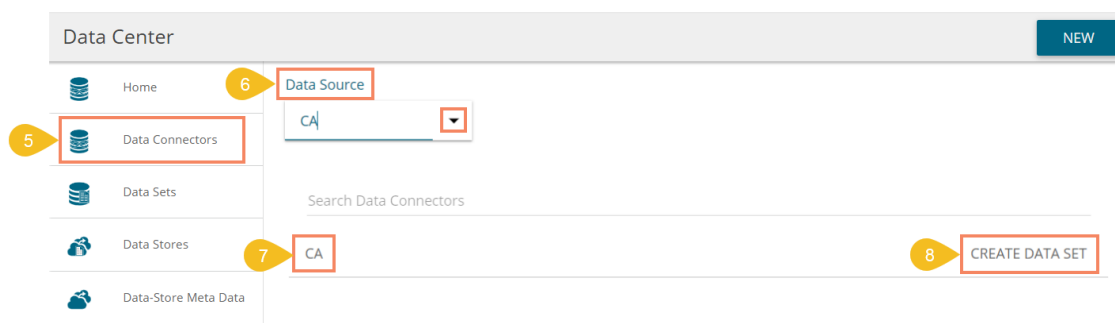 Data Center
NEW
Home
6
Data Source
CA
5
Data Connectors
Data Sets
Search Data Connectors
Data Stores
7
CA
8
CREATE DATA SET
Data-Store Meta Data